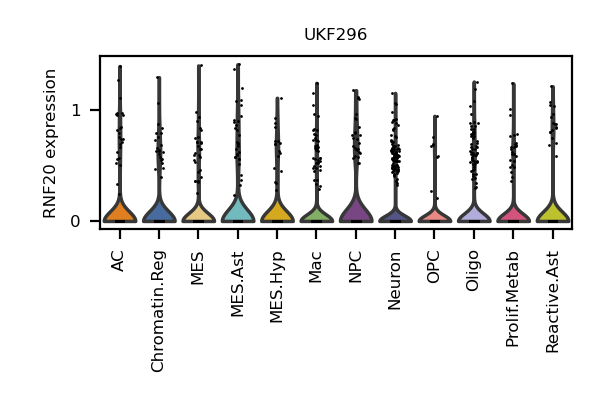 UKF296
RNF20 expression
1
0
AC
Chromatin.Reg
MES
MES.Ast
MES.Hyp
Mac
NPC
Neuron
OPC
Oligo
Prolif.Metab
Reactive.Ast